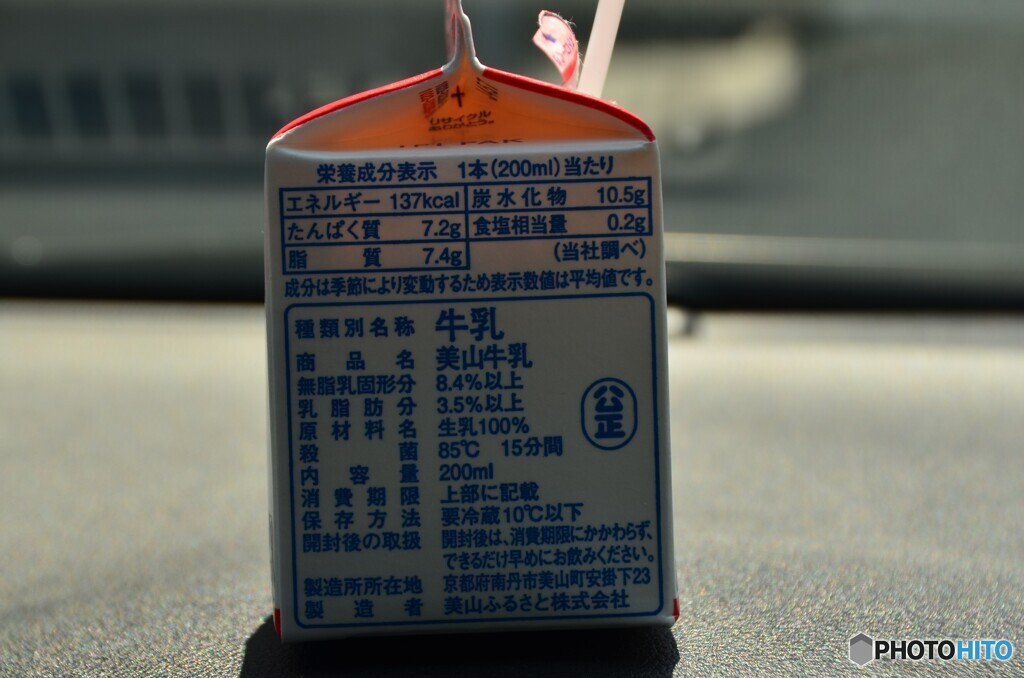 リサイクル
ありがとう。
栄養成分表示 1本(200ml)当たり
エネルギー 137kcal 炭水化物 10.5g
たんぱく質 7.2g 食塩相当量 0.2g
脂質 7.4g (当社調べ)
成分は季節により変動するため表示数値は平均値です。
種類別名称 牛乳
商品名 美山牛乳
無脂乳固形分 8.4%以上
乳脂肪分 3.5%以上
原材料名 生乳100%
殺菌 85℃ 15分間
公正
内容量 200ml
消費期限 上部に記載
保存方法 要冷蔵10℃以下
開封後の取扱 開封後は、消費期限にかかわらず、
できるだけ早めにお飲みください。
製造所所在地 京都府南丹市美山町安掛下23
製造者 美山ふるさと株式会社
PHOTOHITO